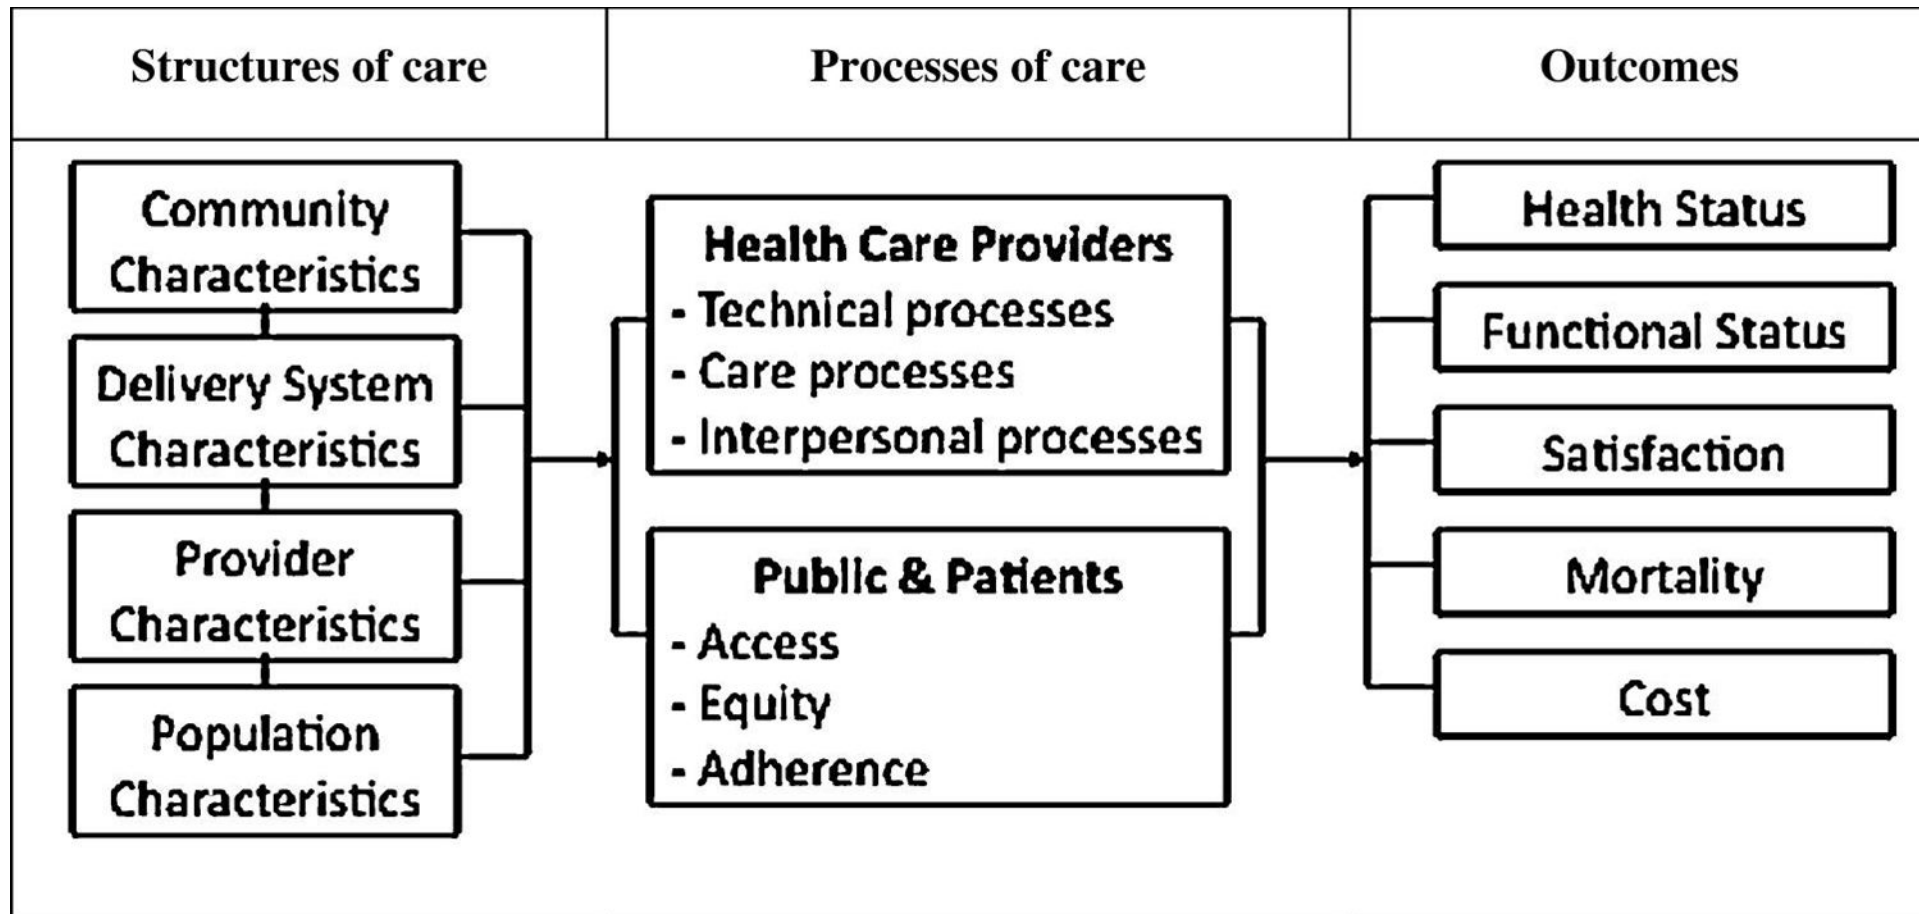 Structures of care
Processes of care
Outcomes
Community
Characteristics
Delivery System
Characteristics
Provider
Characteristics
Population
Characteristics
Health Care Providers
- Technical processes
- Care processes
- Interpersonal processes
Public & Patients
- Access
- Equity
- Adherence
Health Status
Functional Status
Satisfaction
Mortality
Cost